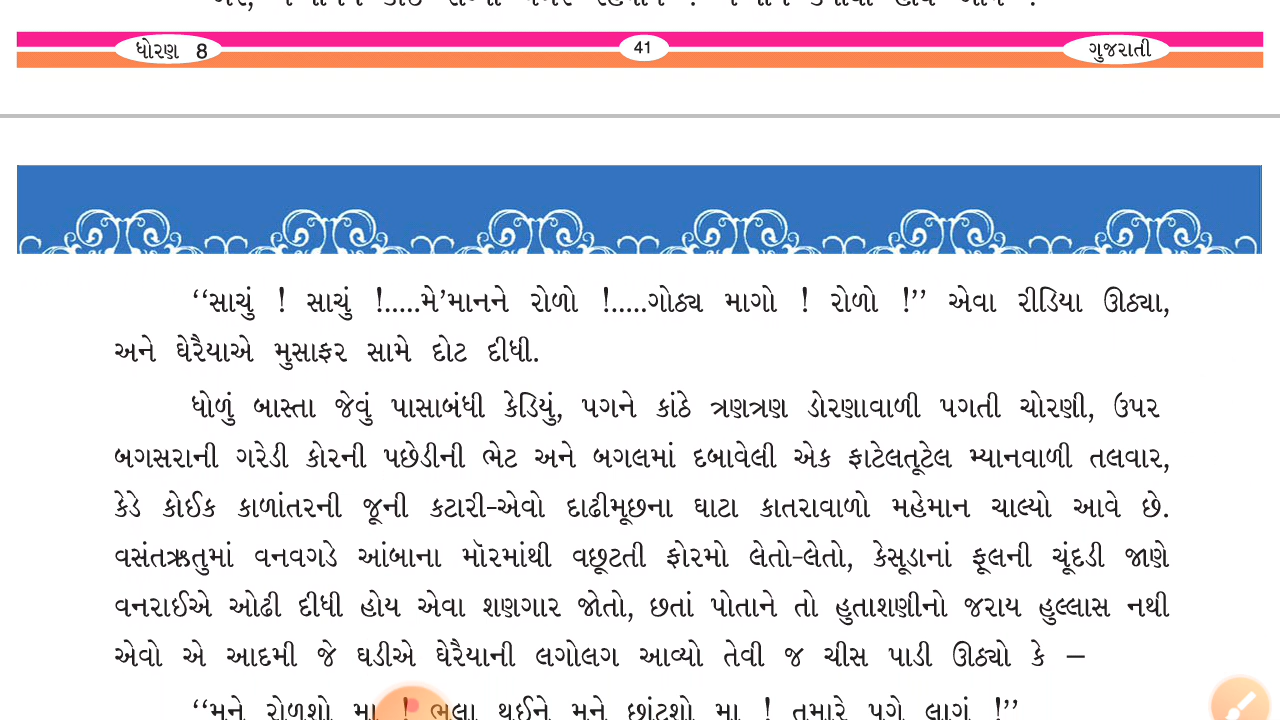 ધોરણ 8
41
ગુજરાતી
‘‘સાચું ! સાચું !.....મે’માનને રોળો !.....ગોઠ્ય માગો ! રોળો !’’ એવા રીડિયા ઊઠ્યા,
અને ઘેરૈયાએ મુસાફર સામે દોટ દીધી.
ધોળું બાસ્તા જેવું પાસાબંધી કેડિયું, પગને કાંઠે ત્રણત્રણ ડોરણાવાળી પગતી ચોરણી, ઉપર
બગસરાની ગરેડી કોરની પછેડીની ભેટ અને બગલમાં દબાવેલી એક ફાટેલતૂટેલ મ્યાનવાળી તલવાર,
કેડે કોઈક કાળાંતરની જૂની કટારી-એવો દાઢીમૂછના ઘાટા કાતરાવાળો મહેમાન ચાલ્યો આવે છે.
વસંતઋતુમાં વનવગડે આંબાના મૉરમાંથી વછૂટતી ફોરમો લેતો-લેતો, કેસૂડાનાં ફૂલની ચૂંદડી જાણે
વનરાઈએ ઓઢી દીધી હોય એવા શણગાર જોતો, છતાં પોતાને તો હુતાશણીનો જરાય હુલ્લાસ નથી
એવો એ આદમી જે ઘડીએ ઘેરૈયાની લગોલગ આવ્યો તેવી જ ચીસ પાડી ઊઠ્યો કે –
‘‘મને રોળશો મા ! ભલા થઈને મને છાંટશો મા ! તમારે પગે લાગું !’’